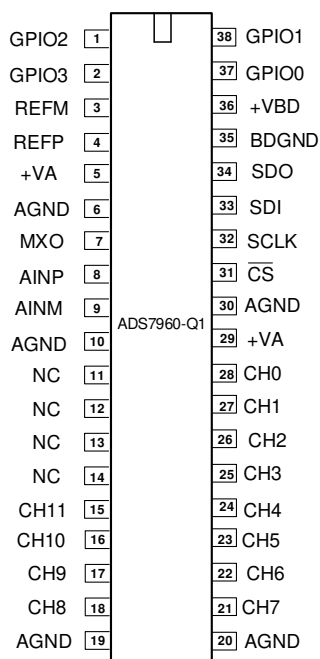 GPIO2 1 38 GPIO1
GPIO3 2 37 GPIO0
REFM 3 36 +VBD
REFP 4 35 BDGND
+VA 5 34 SDO
AGND 6 33 SDI
MXO 7 32 SCLK
AINP 8 31 CS
AINM 9 30 AGND
ADS7960-Q1
AGND 10 29 +VA
NC 11 28 CH0
NC 12 27 CH1
NC 13 26 CH2
NC 14 25 CH3
CH11 15 24 CH4
CH10 16 23 CH5
CH9 17 22 CH6
CH8 18 21 CH7
AGND 19 20 AGND